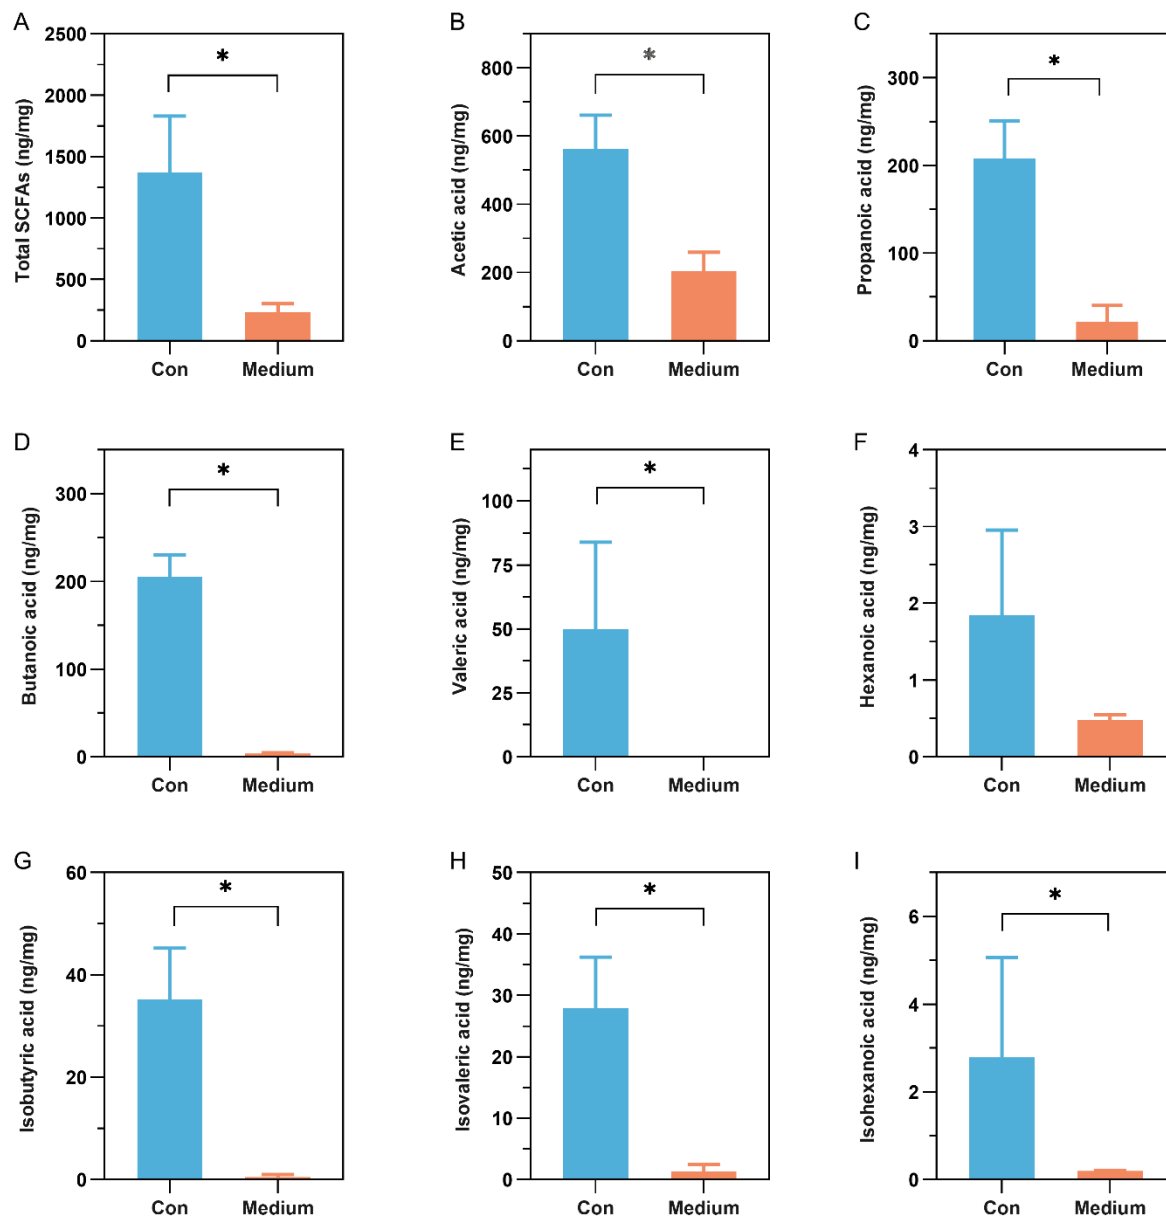 A
Total SCFAs (ng/mg)
2500
2000
1500
1000
500
0
*
Con
Medium
B
Acetic acid (ng/mg)
800
600
400
200
0
*
Con
Medium
C
Propanoic acid (ng/mg)
300
200
100
0
*
Con
Medium
D
Butanoic acid (ng/mg)
300
200
100
0
*
Con
Medium
E
Valeric acid (ng/mg)
100
75
50
25
0
*
Con
Medium
F
Hexanoic acid (ng/mg)
4
3
2
1
0
Con
Medium
G
Isobutyric acid (ng/mg)
60
40
20
0
*
Con
Medium
H
Isovaleric acid (ng/mg)
50
40
30
20
10
0
*
Con
Medium
I
Isohexanoic acid (ng/mg)
6
4
2
0
*
Con
Medium